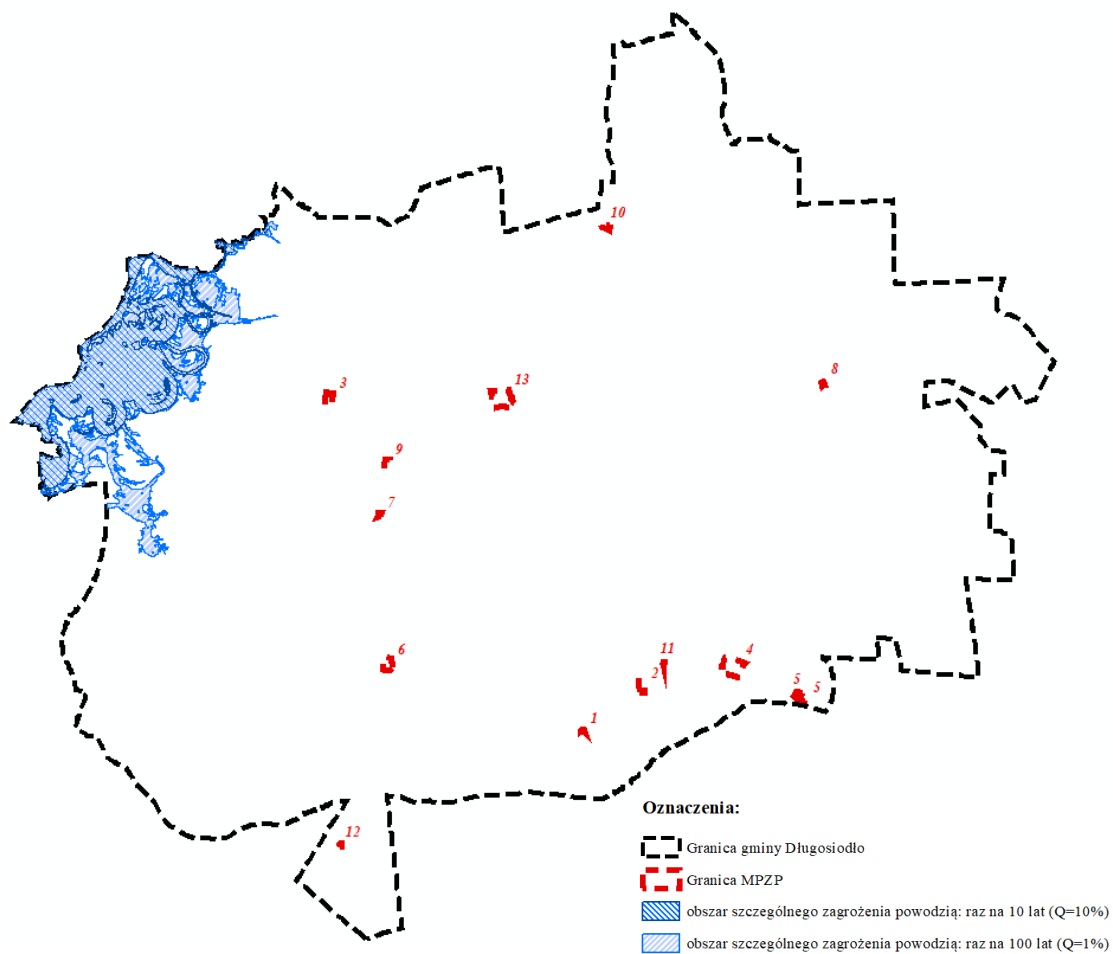 10
3
13
8
9
7
6
11
4
2
5
5
1
12
Oznaczenia:
Granica gminy Długosiodło
Granica MPZP
obszar szczególnego zagrożenia powodzią: raz na 10 lat (Q=10%)
obszar szczególnego zagrożenia powodzią: raz na 100 lat (Q=1%)